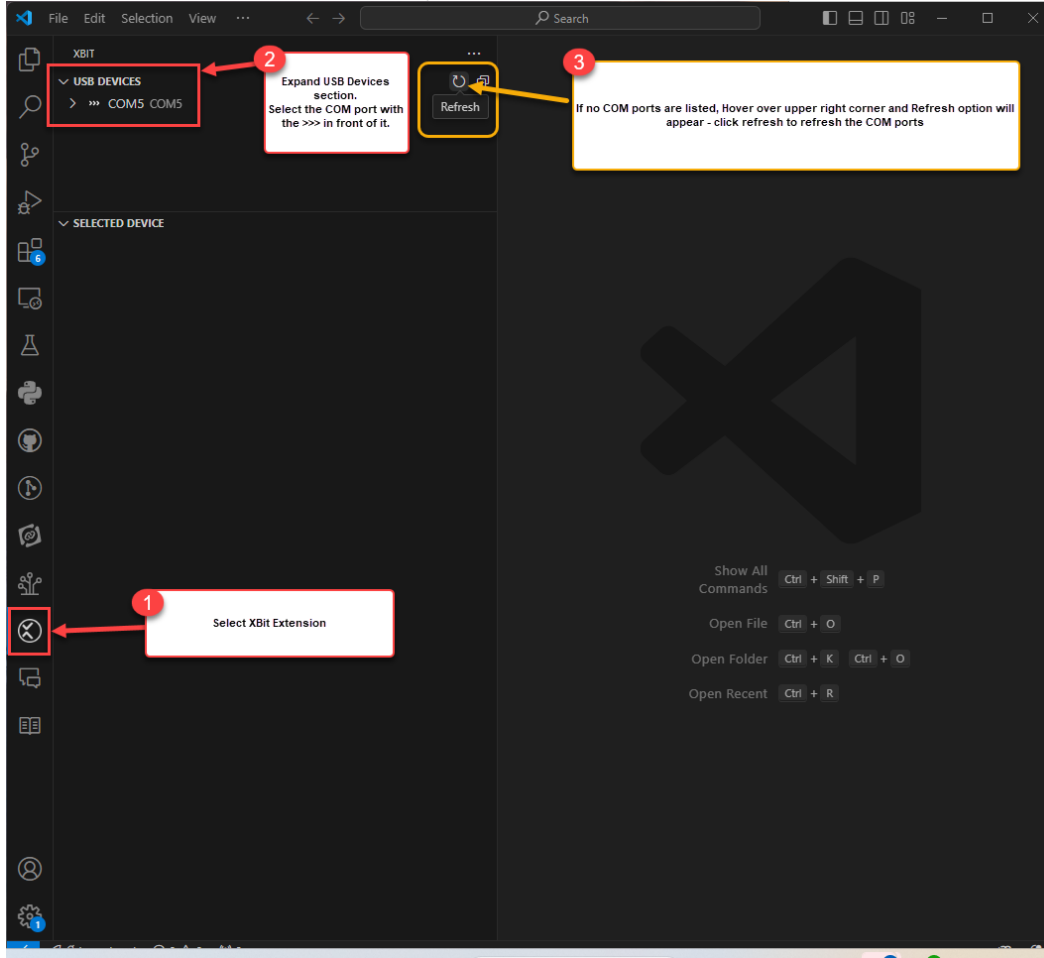 File Edit Selection View ··· ← → Search
XBIT ···
USB DEVICES
>>> COM5 COM5
Refresh
2
Expand USB Devices
section.
Select the COM port with
the >>> in front of it.
3
If no COM ports are listed, Hover over upper right corner and Refresh option will
appear - click refresh to refresh the COM ports
SELECTED DEVICE
6
1
Select XBit Extension
Show All
Commands
Ctrl + Shift + P
Open File Ctrl + O
Open Folder Ctrl + K Ctrl + O
Open Recent Ctrl + R
1